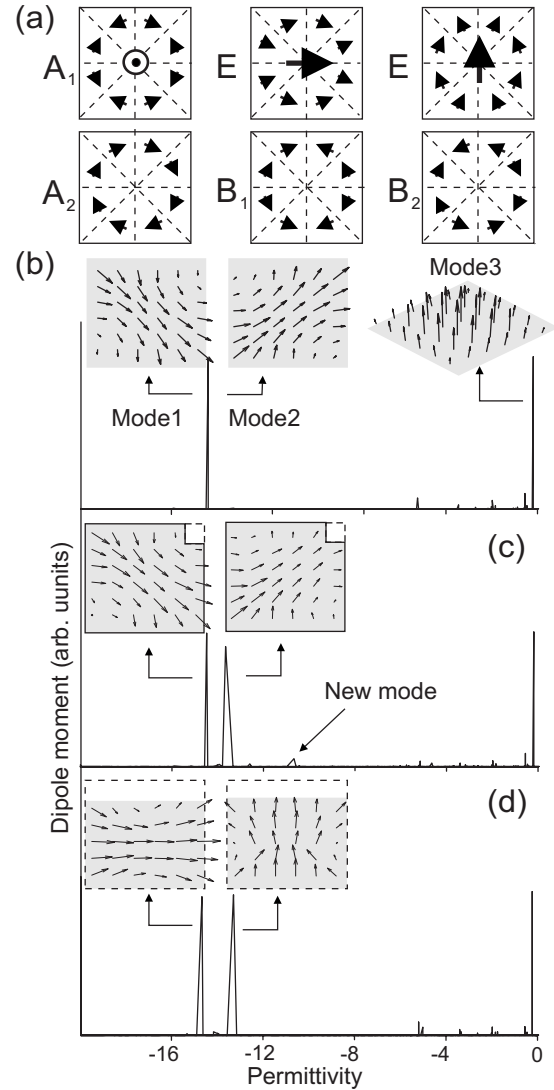 (a)
A1 E E
A2 B1 B2
(b)
Mode3
Mode1 Mode2
(c)
New mode
(d)
Dipole moment (arb. uunits)
-16 -12 -8 -4 0
Permittivity